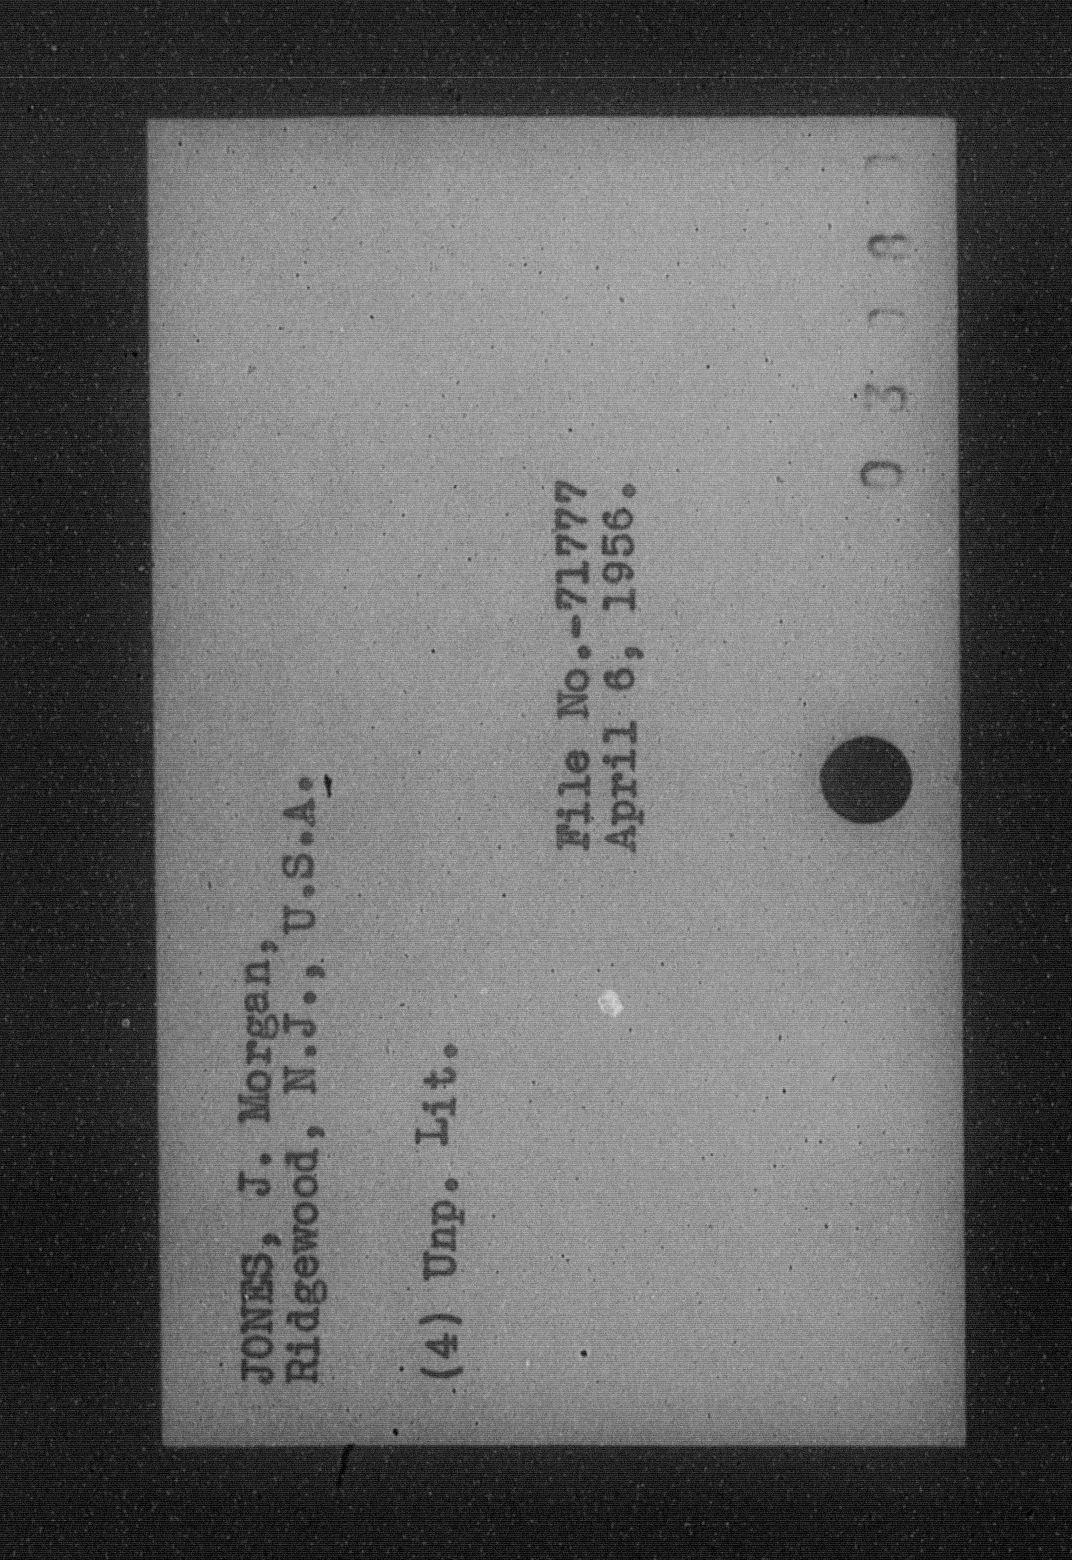 JONES, J. Morgan,
Ridgewood, N.J., U.S.A.
(4) Unp. Lit.
File No.-71777
April 6, 1956.